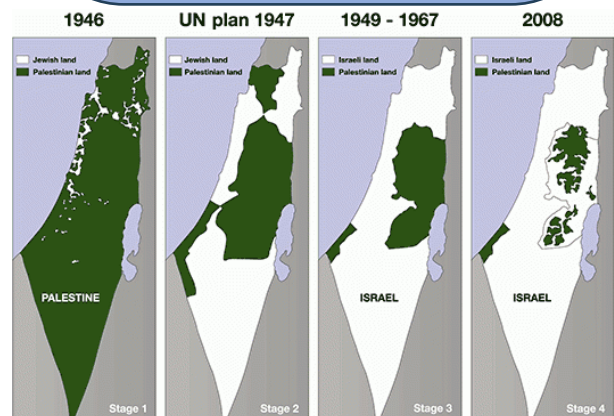 1946
Jewish land
Palestinian land
PALESTINE
Stage 1
UN plan 1947
Jewish land
Palestinian land
Stage 2
1949 - 1967
Israeli land
Palestinian land
ISRAEL
Stage 3
2008
Israeli land
Palestinian land
ISRAEL
Stage 4